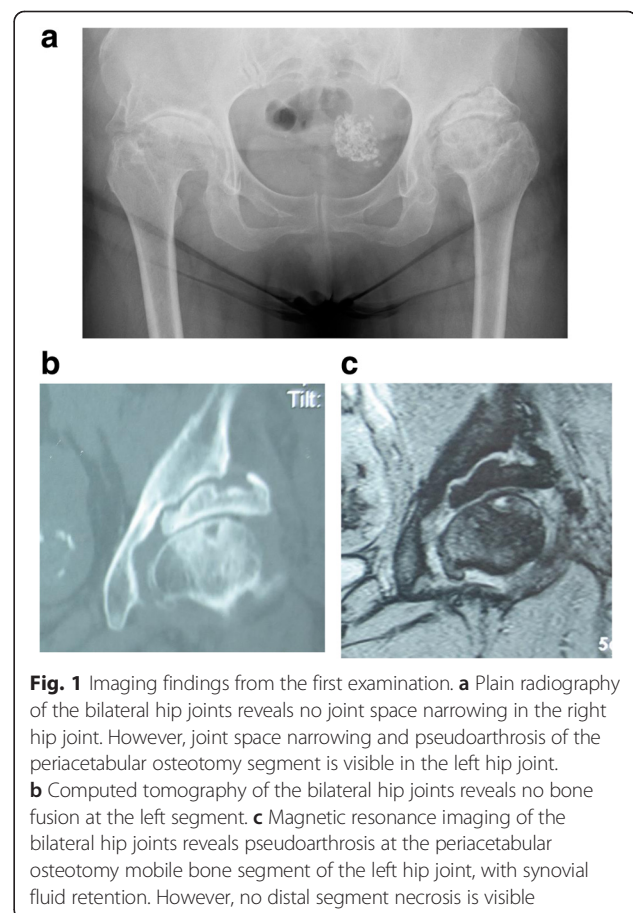 a
b
c
Tilt:
5
Fig. 1 Imaging findings from the first examination. a Plain radiography
of the bilateral hip joints reveals no joint space narrowing in the right
hip joint. However, joint space narrowing and pseudoarthrosis of the
periacetabular osteotomy segment is visible in the left hip joint.
b Computed tomography of the bilateral hip joints reveals no bone
fusion at the left segment. c Magnetic resonance imaging of the
bilateral hip joints reveals pseudoarthrosis at the periacetabular
osteotomy mobile bone segment of the left hip joint, with synovial
fluid retention. However, no distal segment necrosis is visible